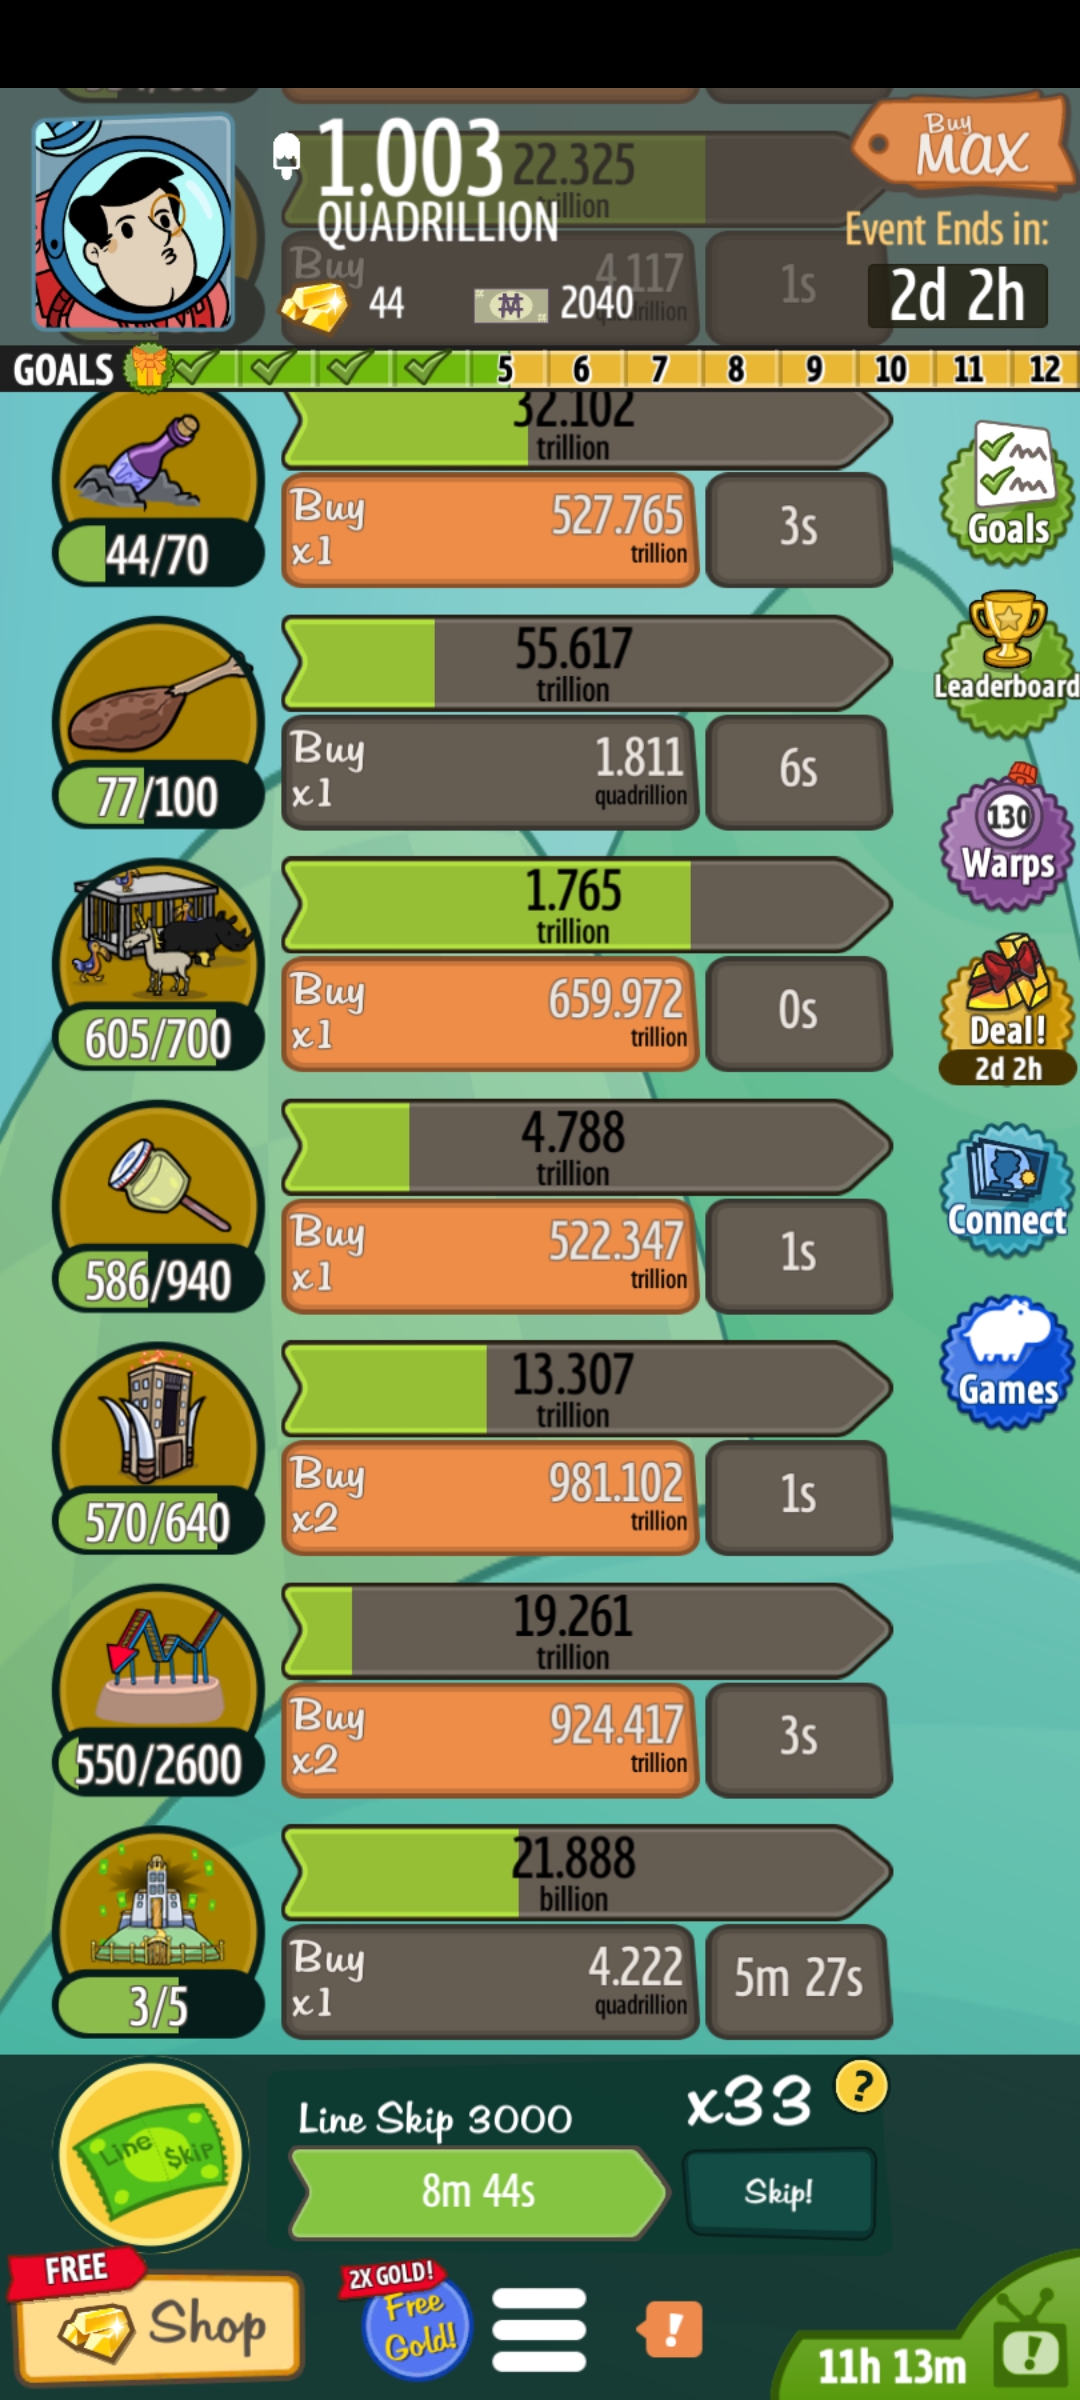 1.003
QUADRILLION
22.325
trillion
Buy
4.117
1s
44
2040
Buy
MAX
Event Ends in:
2d 2h
GOALS
5 6 7 8 9 10 11 12
32.102
trillion
Buy
x1
527.765
trillion
3s
44/70
55.617
trillion
Buy
x1
1.811
quadrillion
6s
77/100
1.765
trillion
Buy
x1
659.972
trillion
0s
605/700
4.788
trillion
Buy
x1
522.347
trillion
1s
586/940
13.307
trillion
Buy
x2
981.102
trillion
1s
570/640
19.261
trillion
Buy
x2
924.417
trillion
3s
550/2600
21.888
billion
Buy
x1
4.222
quadrillion
5m 27s
3/5
Goals
Leaderboard
130
Warps
Deal!
2d 2h
Connect
Games
Line Skip
Line Skip 3000
x33
?
8m 44s
Skip!
FREE
Shop
2X GOLD!
Free
Gold!
!
11h 13m
!